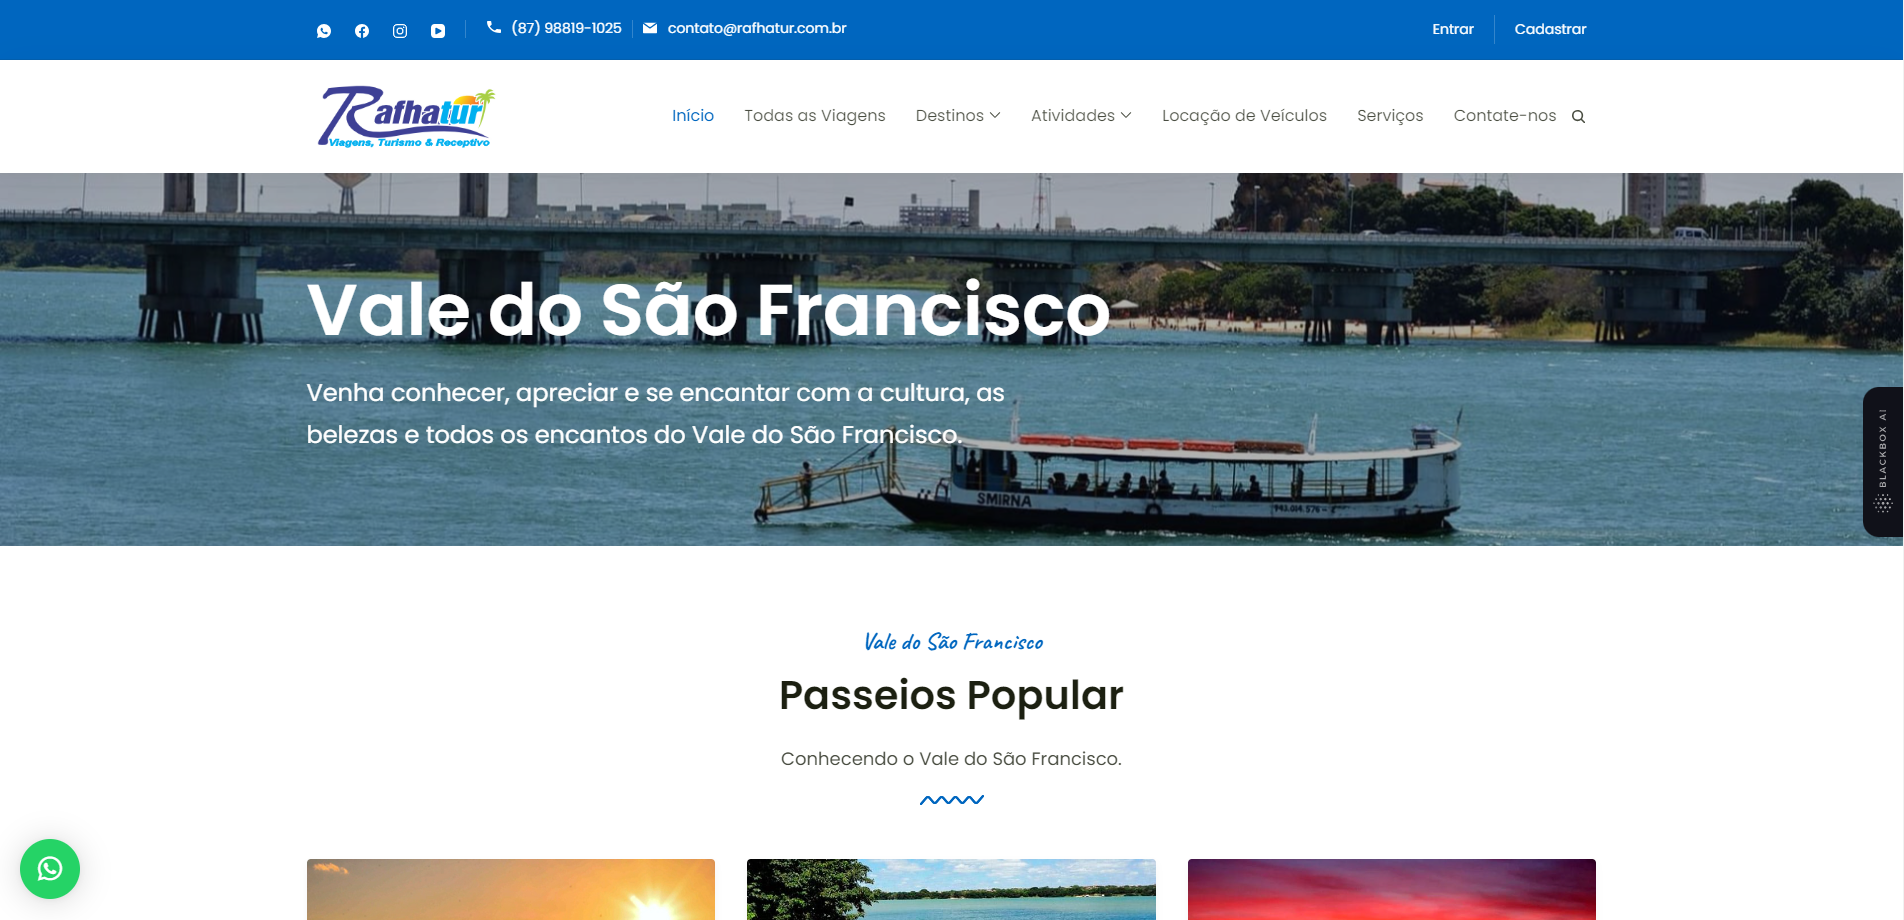 (87) 98819-1025
contato@rafhatur.com.br
Entrar
Cadastrar
Rafhatur
Viagens, Turismo & Receptivo
Início
Todas as Viagens
Destinos
Atividades
Locação de Veículos
Serviços
Contate-nos
Vale do São Francisco
Venha conhecer, apreciar e se encantar com a cultura, as
belezas e todos os encantos do Vale do São Francisco.
SMIRNA
BLACKBOX AI
Vale do São Francisco
Passeios Popular
Conhecendo o Vale do São Francisco.